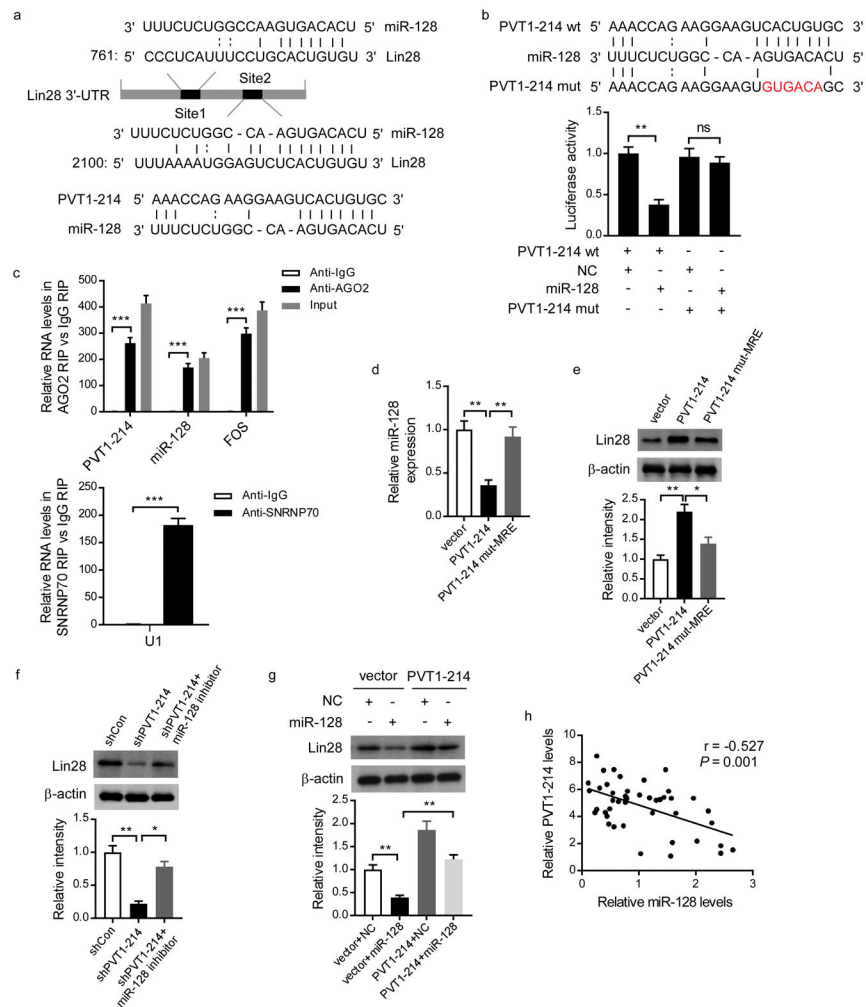 a
3' UUUCUCUGGCCAAGUGACACU 5' miR-128
761: 5' CCCUCAUUUCCUGCACUGUGU 3' Lin28
Site2
Lin28 3'-UTR
Site1
3' UUUCUCUGGC - CA - AGUGACACU 5' miR-128
2100: 5' UUUAAAAUGGAGUCUCACUGUGU 3' Lin28
PVT1-214 5' AAACCAGAAGGAAGUCACUGUGC 3'
miR-128 3' UUUCUCUGGC - CA - AGUGACACU 5'
b
PVT1-214 wt 5' AAACCAGAAGGAAGUCACUGUGC 3'
miR-128 3' UUUCUCUGGC - CA - AGUGACACU 5'
PVT1-214 mut 5' AAACCAGAAGGAAGUGUGACAGC 3'
Luciferase activity
1.5
1.0
0.5
0.0
** ns
PVT1-214 wt + + - -
NC + - + -
miR-128 - + - +
PVT1-214 mut - - + +
c
Relative RNA levels in
AGO2 RIP vs IgG RIP
Anti-IgG
Anti-AGO2
Input
500
400
300
200
100
0
*** *** ***
PVT1-214 miR-128 FOS
Relative RNA levels in
SNRNP70 RIP vs IgG RIP
Anti-IgG
Anti-SNRNP70
250
200
150
100
50
0
***
U1
d
Relative miR-128
expression
1.5
1.0
0.5
0.0
** **
vector PVT1-214 PVT1-214 mut-MRE
e
vector PVT1-214 PVT1-214 mut-MRE
Lin28
β-actin
Relative intensity
2.5
2.0
1.5
1.0
0.5
0.0
** *
vector PVT1-214 PVT1-214 mut-MRE
f
shCon shPVT1-214 shPVT1-214+
miR-128 inhibitor
Lin28
β-actin
Relative intensity
1.5
1.0
0.5
0.0
** *
shCon shPVT1-214 shPVT1-214+
miR-128 inhibitor
g
vector PVT1-214
NC + - + -
miR-128 - + - +
Lin28
β-actin
Relative intensity
2.5
2.0
1.5
1.0
0.5
0.0
** **
vector+NC vector+miR-128 PVT1-214+NC PVT1-214+miR-128
h
Relative PVT1-214 levels
10
8
6
4
2
0
r = -0.527
P = 0.001
0 1 2 3
Relative miR-128 levels